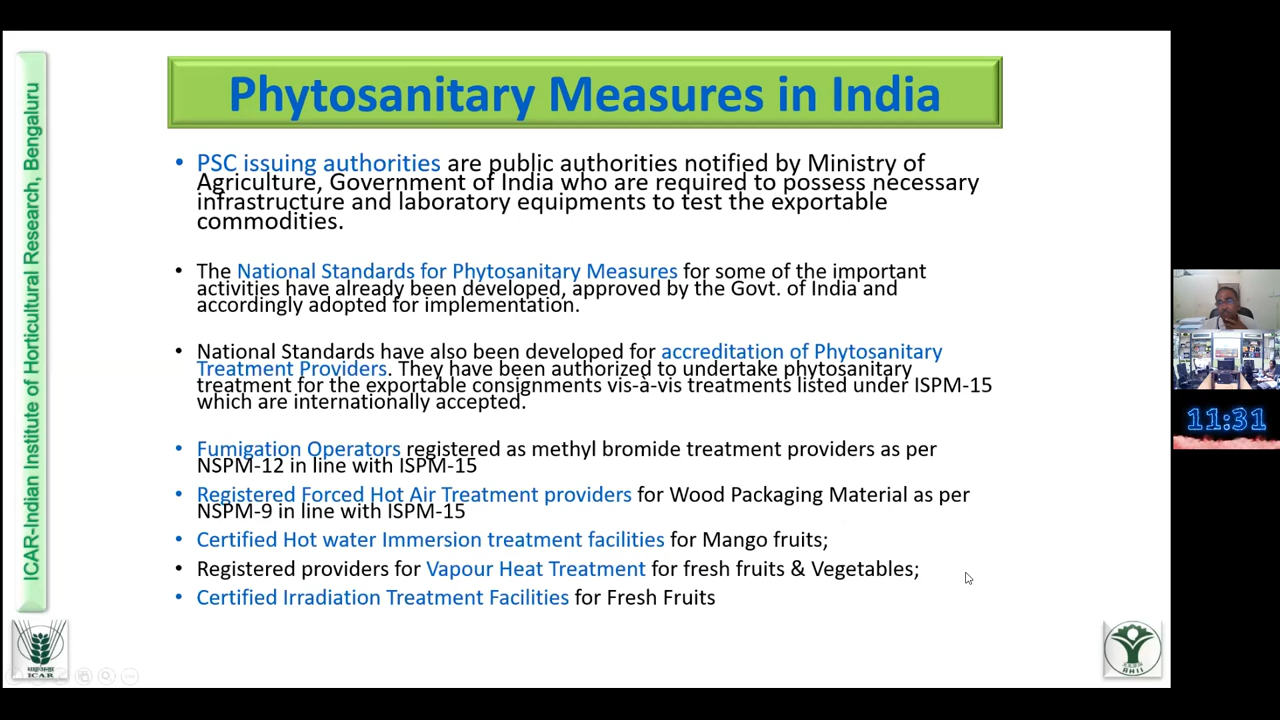 Phytosanitary Measures in India
• PSC issuing authorities are public authorities notified by Ministry of
Agriculture, Government of India who are required to possess necessary
infrastructure and laboratory equipments to test the exportable
commodities.
• The National Standards for Phytosanitary Measures for some of the important
activities have already been developed, approved by the Govt. of India and
accordingly adopted for implementation.
• National Standards have also been developed for accreditation of Phytosanitary
Treatment Providers. They have been authorized to undertake phytosanitary
treatment for the exportable consignments vis-à-vis treatments listed under ISPM-15
which are internationally accepted.
• Fumigation Operators registered as methyl bromide treatment providers as per
NSPM-12 in line with ISPM-15
• Registered Forced Hot Air Treatment providers for Wood Packaging Material as per
NSPM-9 in line with ISPM-15
• Certified Hot water Immersion treatment facilities for Mango fruits;
• Registered providers for Vapour Heat Treatment for fresh fruits & Vegetables;
• Certified Irradiation Treatment Facilities for Fresh Fruits
ICAR-Indian Institute of Horticultural Research, Bengaluru
ICAR
11:31